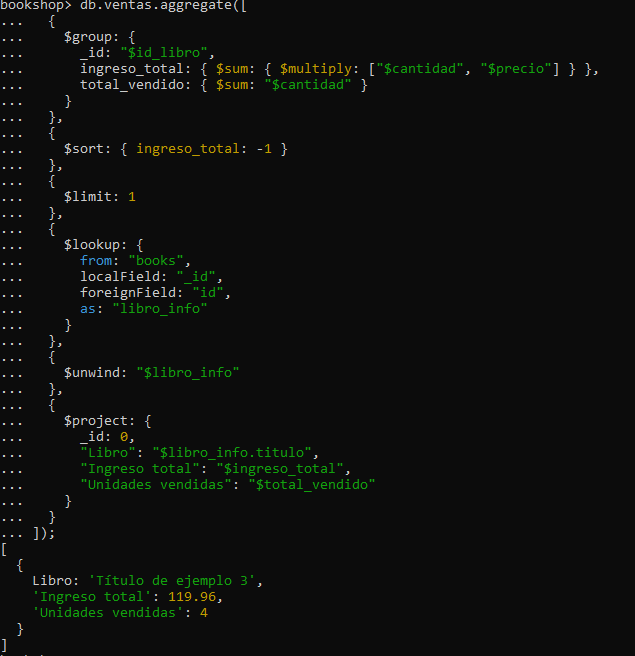 bookshop> db.ventas.aggregate([
...   {
...     $group: {
...       _id: "$id_libro",
...       ingreso_total: { $sum: { $multiply: ["$cantidad", "$precio"] } },
...       total_vendido: { $sum: "$cantidad" }
...     }
...   },
...   {
...     $sort: { ingreso_total: -1 }
...   },
...   {
...     $limit: 1
...   },
...   {
...     $lookup: {
...       from: "books",
...       localField: "_id",
...       foreignField: "id",
...       as: "libro_info"
...     }
...   },
...   {
...     $unwind: "$libro_info"
...   },
...   {
...     $project: {
...       _id: 0,
...       "Libro": "$libro_info.titulo",
...       "Ingreso total": "$ingreso_total",
...       "Unidades vendidas": "$total_vendido"
...     }
...   }
... ]);
[
  {
    Libro: 'Título de ejemplo 3',
    'Ingreso total': 119.96,
    'Unidades vendidas': 4
  }
]